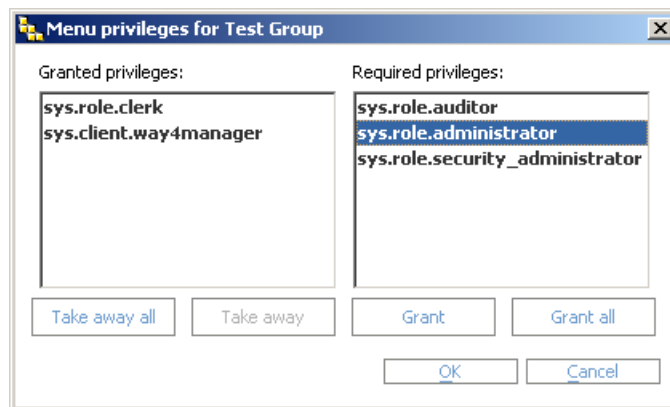 Menu privileges for Test Group
Granted privileges:
sys.role.clerk
sys.client.way4manager
Required privileges:
sys.role.auditor
sys.role.administrator
sys.role.security_administrator
Take away all
Take away
Grant
Grant all
OK
Cancel